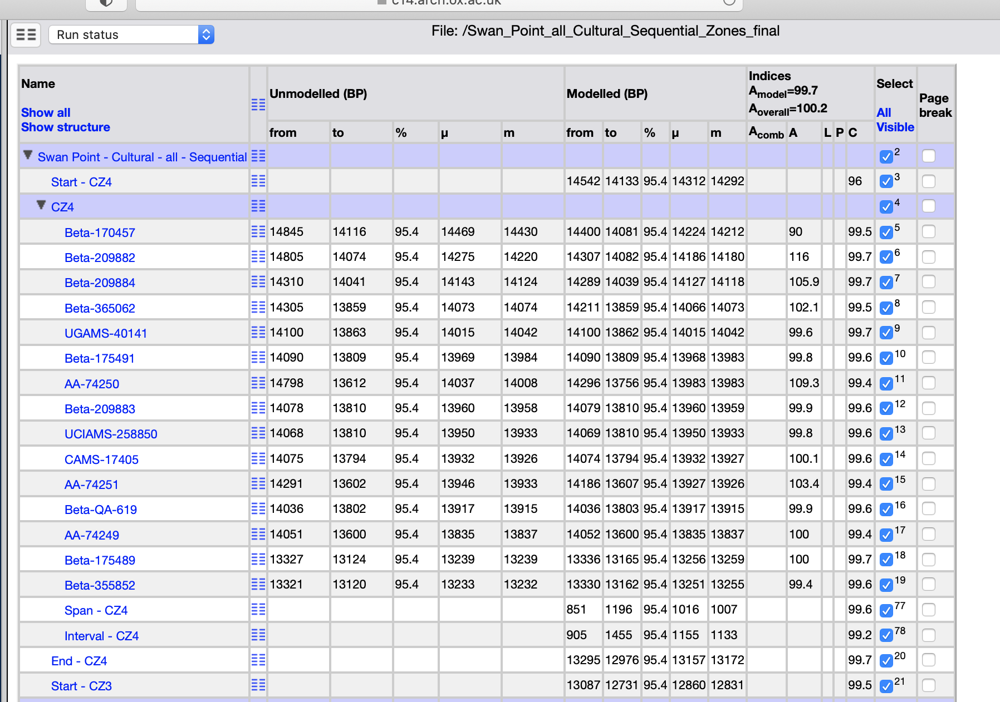 c14.arch.ox.ac.uk
Run status
File: /Swan_Point_all_Cultural_Sequential_Zones_final
Name
Show all
Show structure
Unmodelled (BP)
Modelled (BP)
Indices
Amodel=99.7
Aoverall=100.2
Select
All
Visible
Page
break
from to % μ m from to % μ m Acomb A L P C
Swan Point - Cultural - all - Sequential 2
Start - CZ4 14542 14133 95.4 14312 14292 96 3
CZ4 4
Beta-170457 14845 14116 95.4 14469 14430 14400 14081 95.4 14224 14212 90 99.5 5
Beta-209882 14805 14074 95.4 14275 14220 14307 14082 95.4 14186 14180 116 99.7 6
Beta-209884 14310 14041 95.4 14143 14124 14289 14039 95.4 14127 14118 105.9 99.7 7
Beta-365062 14305 13859 95.4 14073 14074 14211 13859 95.4 14066 14073 102.1 99.5 8
UGAMS-40141 14100 13863 95.4 14015 14042 14100 13862 95.4 14015 14042 99.6 99.7 9
Beta-175491 14090 13809 95.4 13969 13984 14090 13809 95.4 13968 13983 99.8 99.6 10
AA-74250 14798 13612 95.4 14037 14008 14296 13756 95.4 13983 13983 109.3 99.4 11
Beta-209883 14078 13810 95.4 13960 13958 14079 13810 95.4 13960 13959 99.9 99.6 12
UCIAMS-258850 14068 13810 95.4 13950 13933 14069 13810 95.4 13950 13933 99.8 99.6 13
CAMS-17405 14075 13794 95.4 13932 13926 14074 13794 95.4 13932 13927 100.1 99.6 14
AA-74251 14291 13602 95.4 13946 13933 14186 13607 95.4 13927 13926 103.4 99.4 15
Beta-QA-619 14036 13802 95.4 13917 13915 14036 13803 95.4 13917 13915 99.9 99.6 16
AA-74249 14051 13600 95.4 13835 13837 14052 13600 95.4 13835 13837 100 99.4 17
Beta-175489 13327 13124 95.4 13239 13239 13336 13165 95.4 13256 13259 100 99.7 18
Beta-355852 13321 13120 95.4 13233 13232 13330 13162 95.4 13251 13255 99.4 99.6 19
Span - CZ4 851 1196 95.4 1016 1007 99.6 77
Interval - CZ4 905 1455 95.4 1155 1133 99.2 78
End - CZ4 13295 12976 95.4 13157 13172 99.7 20
Start - CZ3 13087 12731 95.4 12860 12831 99.5 21